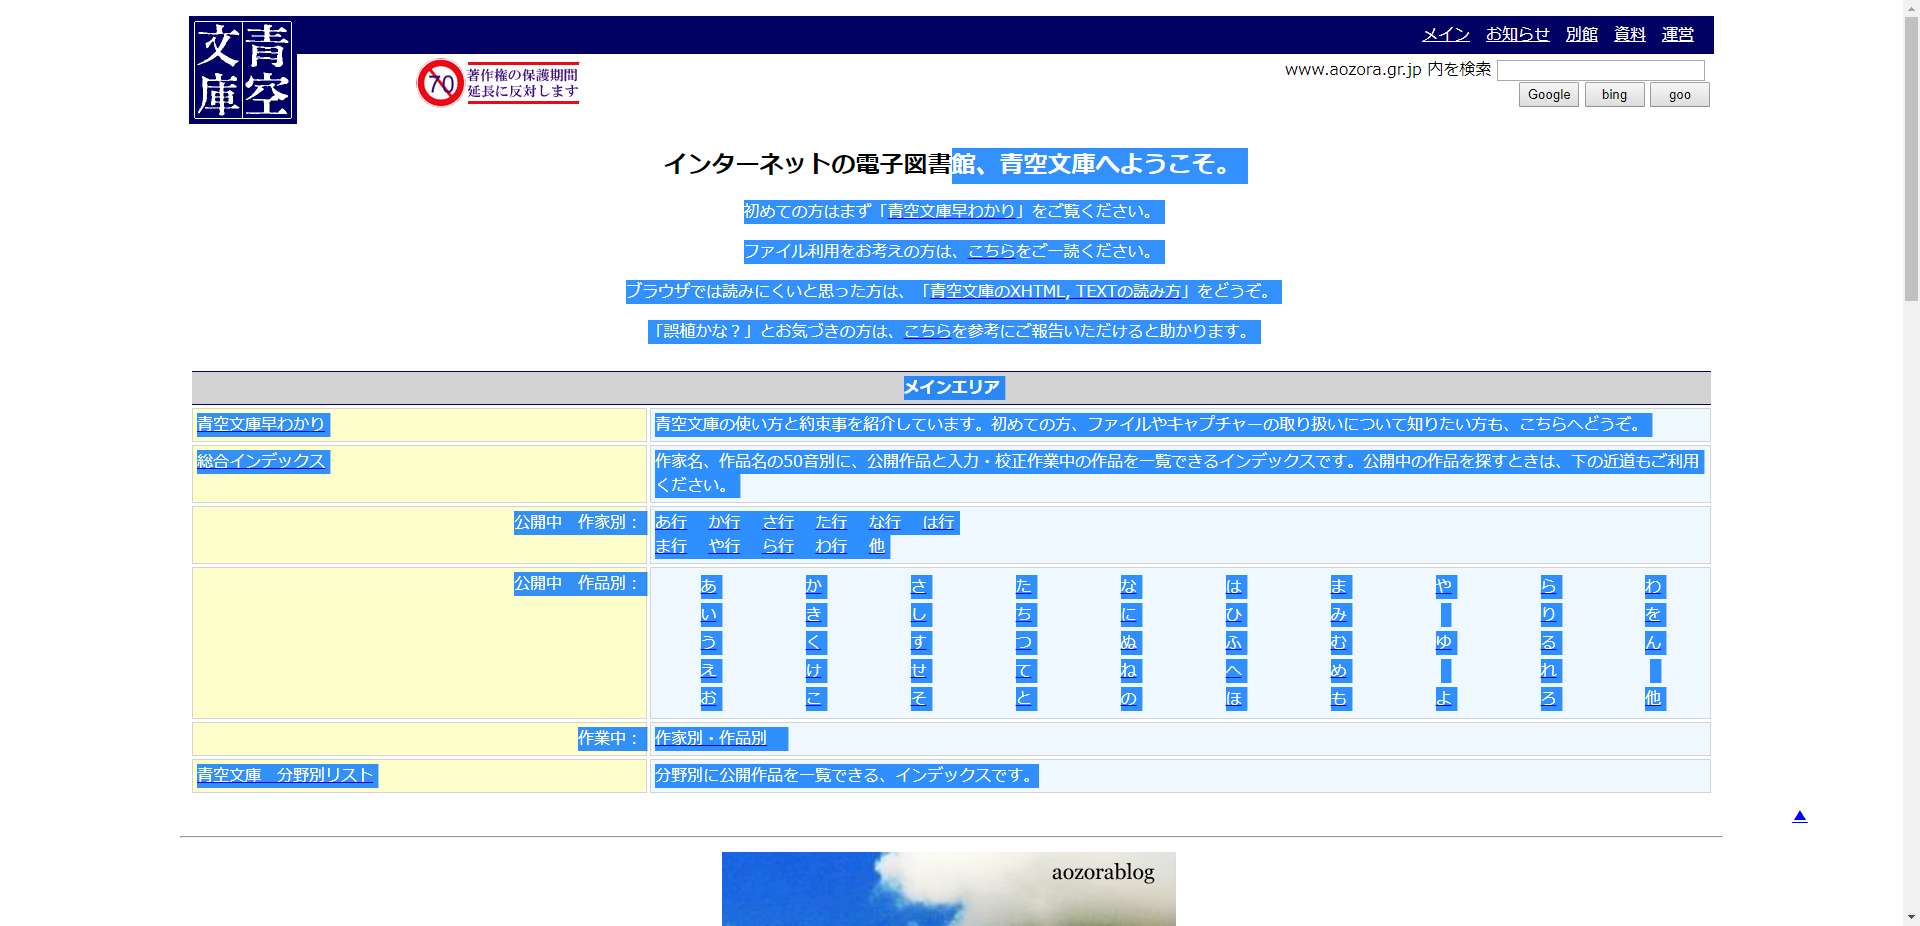 青空文庫
メイン お知らせ 別館 資料 運営
70 著作権の保護期間
延長に反対します
www.aozora.gr.jp 内を検索
Google bing goo
インターネットの電子図書館、青空文庫へようこそ。
初めての方はまず「青空文庫早わかり」をご覧ください。
ファイル利用をお考えの方は、こちらをご一読ください。
ブラウザでは読みにくいと思った方は、「青空文庫のXHTML, TEXTの読み方」をどうぞ。
「誤植かな？」とお気づきの方は、こちらを参考にご報告いただけると助かります。
メインエリア
青空文庫早わかり 青空文庫の使い方と約束事を紹介しています。初めての方、ファイルやキャプチャーの取り扱いについて知りたい方も、こちらへどうぞ。
総合インデックス 作家名、作品名の50音別に、公開作品と入力・校正作業中の作品を一覧できるインデックスです。公開中の作品を探すときは、下の近道もご利用
ください。
公開中　作家別： あ行 か行 さ行 た行 な行 は行
ま行 や行 ら行 わ行 他
公開中　作品別： あ か さ た な は ま や ら わ
い き し ち に ひ み り を
う く す つ ぬ ふ む ゆ る ん
え け せ て ね へ め れ
お こ そ と の ほ も よ ろ 他
作業中： 作家別・作品別
青空文庫　分野別リスト 分野別に公開作品を一覧できる、インデックスです。
▲
aozorablog